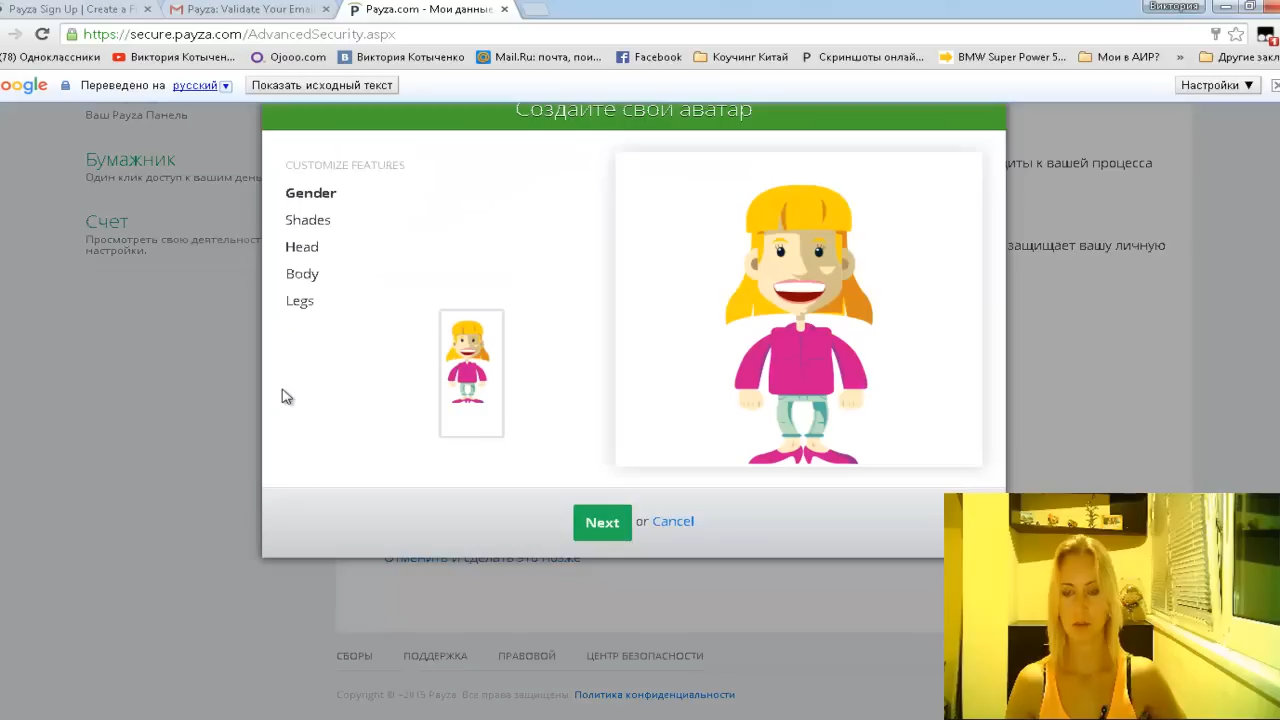 Payza Sign Up | Create a F
Payza: Validate Your Emai
Payza.com - Мои данные
Виктория
https://secure.payza.com/AdvancedSecurity.aspx
(78) Одноклассники
Виктория Котычен...
Ojooo.com
Виктория Котыченко
Mail.Ru: почта, пои...
Facebook
Коучинг Китай
Скриншоты онлай...
BMW Super Power 5...
Мои в АИР?
»
Другие закл
oogle
Переведено на
русский
Показать исходный текст
Настройки ▼
Ваш Payza Панель
Бумажник
Один клик доступ к вашим день
Счет
Просмотреть свою деятельност
настройки.
Создайте свой аватар
CUSTOMIZE FEATURES
Gender
Shades
Head
Body
Legs
Next or Cancel
иты к вашей процесса
защищает вашу личную
Отменить и сделать это позже
СБОРЫ
ПОДДЕРЖКА
ПРАВОВОЙ
ЦЕНТР БЕЗОПАСНОСТИ
Copyright © -2015 Payza. Все права защищены. Политика конфиденциальности